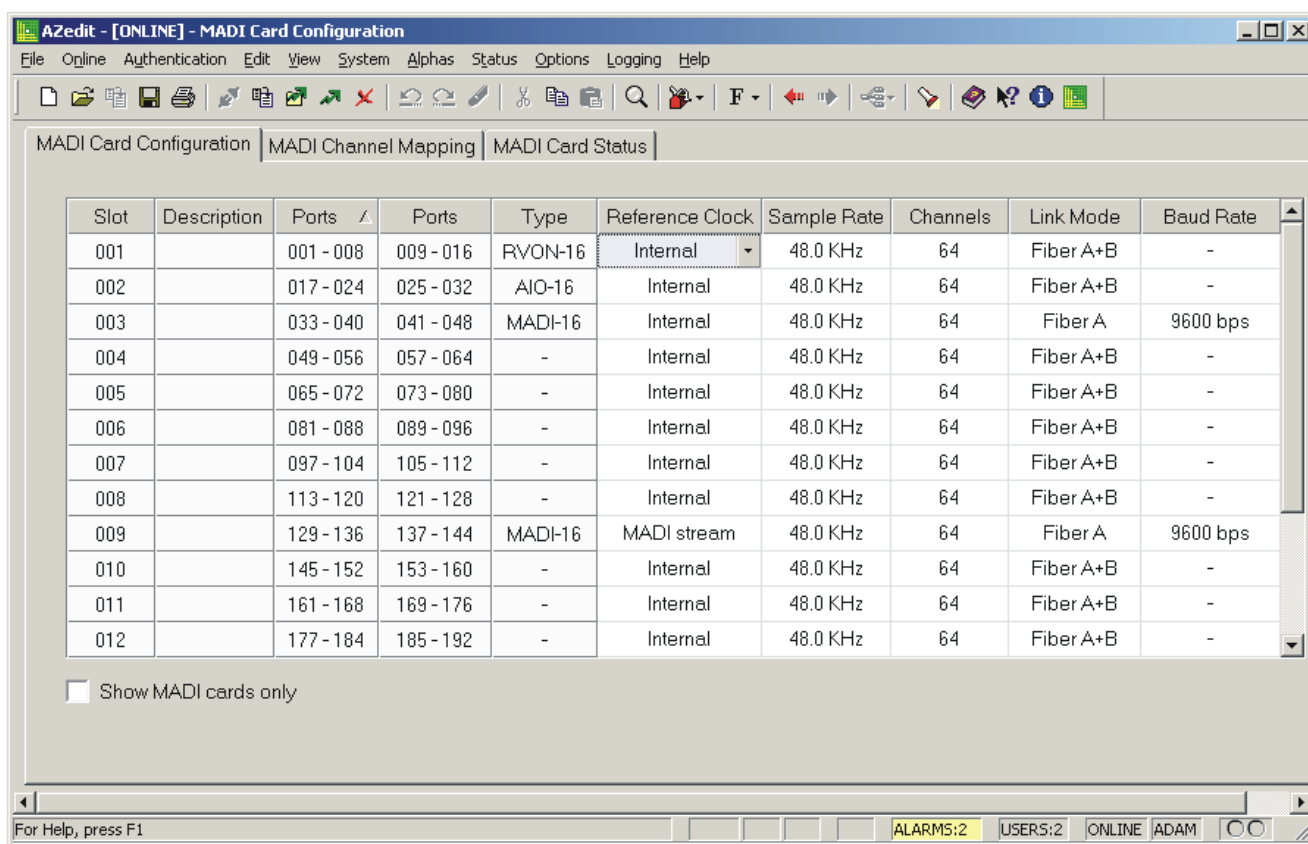 AZedit - [ONLINE] - MADI Card Configuration
File Online Authentication Edit View System Alphas Status Options Logging Help
F
MADI Card Configuration MADI Channel Mapping MADI Card Status
Slot Description Ports Ports Type Reference Clock Sample Rate Channels Link Mode Baud Rate
001 001 - 008 009 - 016 RVON-16 Internal 48.0 KHz 64 Fiber A+B -
002 017 - 024 025 - 032 AIO-16 Internal 48.0 KHz 64 Fiber A+B -
003 033 - 040 041 - 048 MADI-16 Internal 48.0 KHz 64 Fiber A 9600 bps
004 049 - 056 057 - 064 - Internal 48.0 KHz 64 Fiber A+B -
005 065 - 072 073 - 080 - Internal 48.0 KHz 64 Fiber A+B -
006 081 - 088 089 - 096 - Internal 48.0 KHz 64 Fiber A+B -
007 097 - 104 105 - 112 - Internal 48.0 KHz 64 Fiber A+B -
008 113 - 120 121 - 128 - Internal 48.0 KHz 64 Fiber A+B -
009 129 - 136 137 - 144 MADI-16 MADI stream 48.0 KHz 64 Fiber A 9600 bps
010 145 - 152 153 - 160 - Internal 48.0 KHz 64 Fiber A+B -
011 161 - 168 169 - 176 - Internal 48.0 KHz 64 Fiber A+B -
012 177 - 184 185 - 192 - Internal 48.0 KHz 64 Fiber A+B -
Show MADI cards only
For Help, press F1 ALARMS:2 USERS:2 ONLINE ADAM